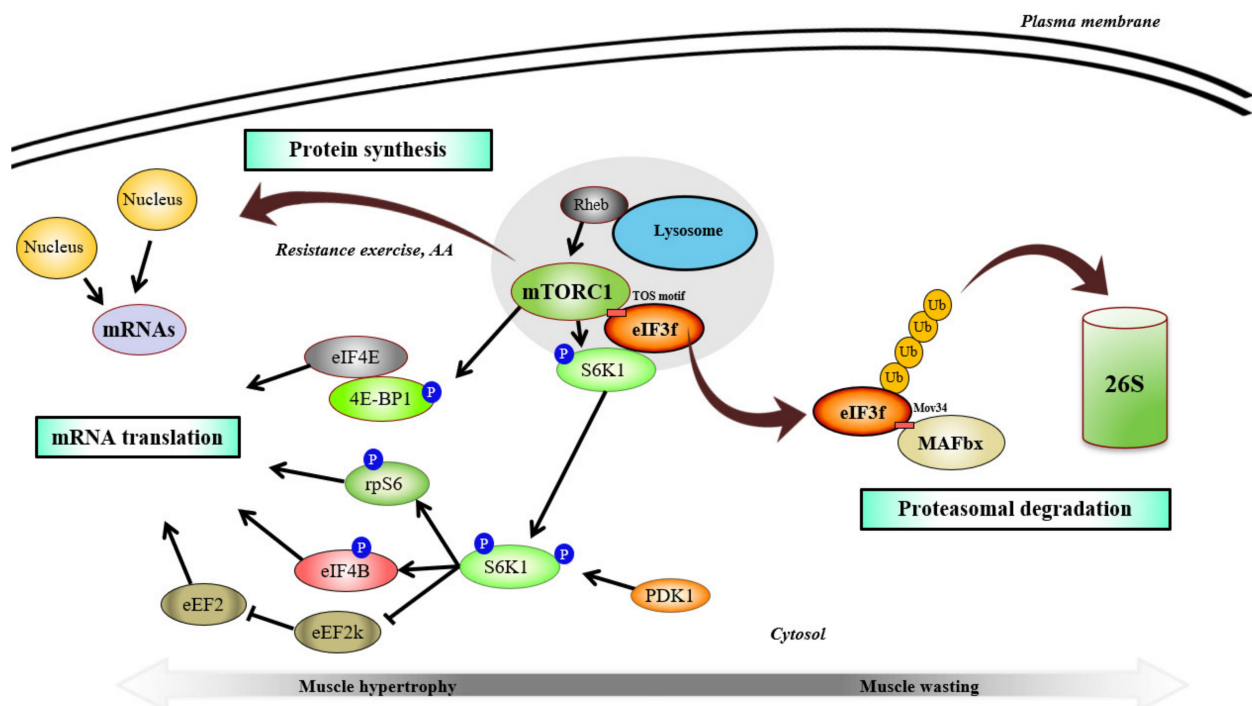 Plasma membrane
Protein synthesis
Nucleus
Nucleus
mRNAs
Resistance exercise, AA
Rheb
Lysosome
mTORC1
TOS motif
eIF3f
P
S6K1
eIF4E
4E-BP1
P
mRNA translation
P
rpS6
P
eIF4B
P
S6K1
P
eEF2
eEF2k
PDK1
Ub
Ub
Ub
Ub
eIF3f
Mov34
MAFbx
26S
Proteasomal degradation
Cytosol
Muscle hypertrophy
Muscle wasting